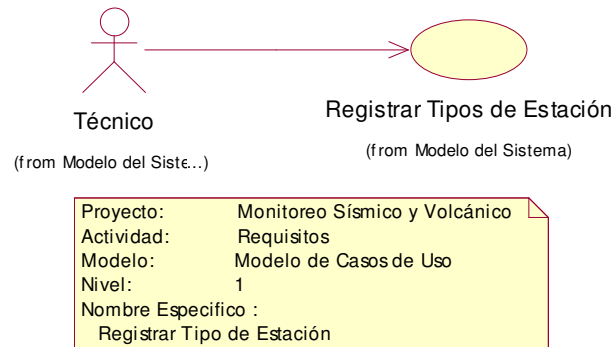 Técnico
(from Modelo del Siste...)
Registrar Tipos de Estación
(from Modelo del Sistema)
Proyecto: Monitoreo Sísmico y Volcánico
Actividad: Requisitos
Modelo: Modelo de Casos de Uso
Nivel: 1
Nombre Especifico :
Registrar Tipo de Estación